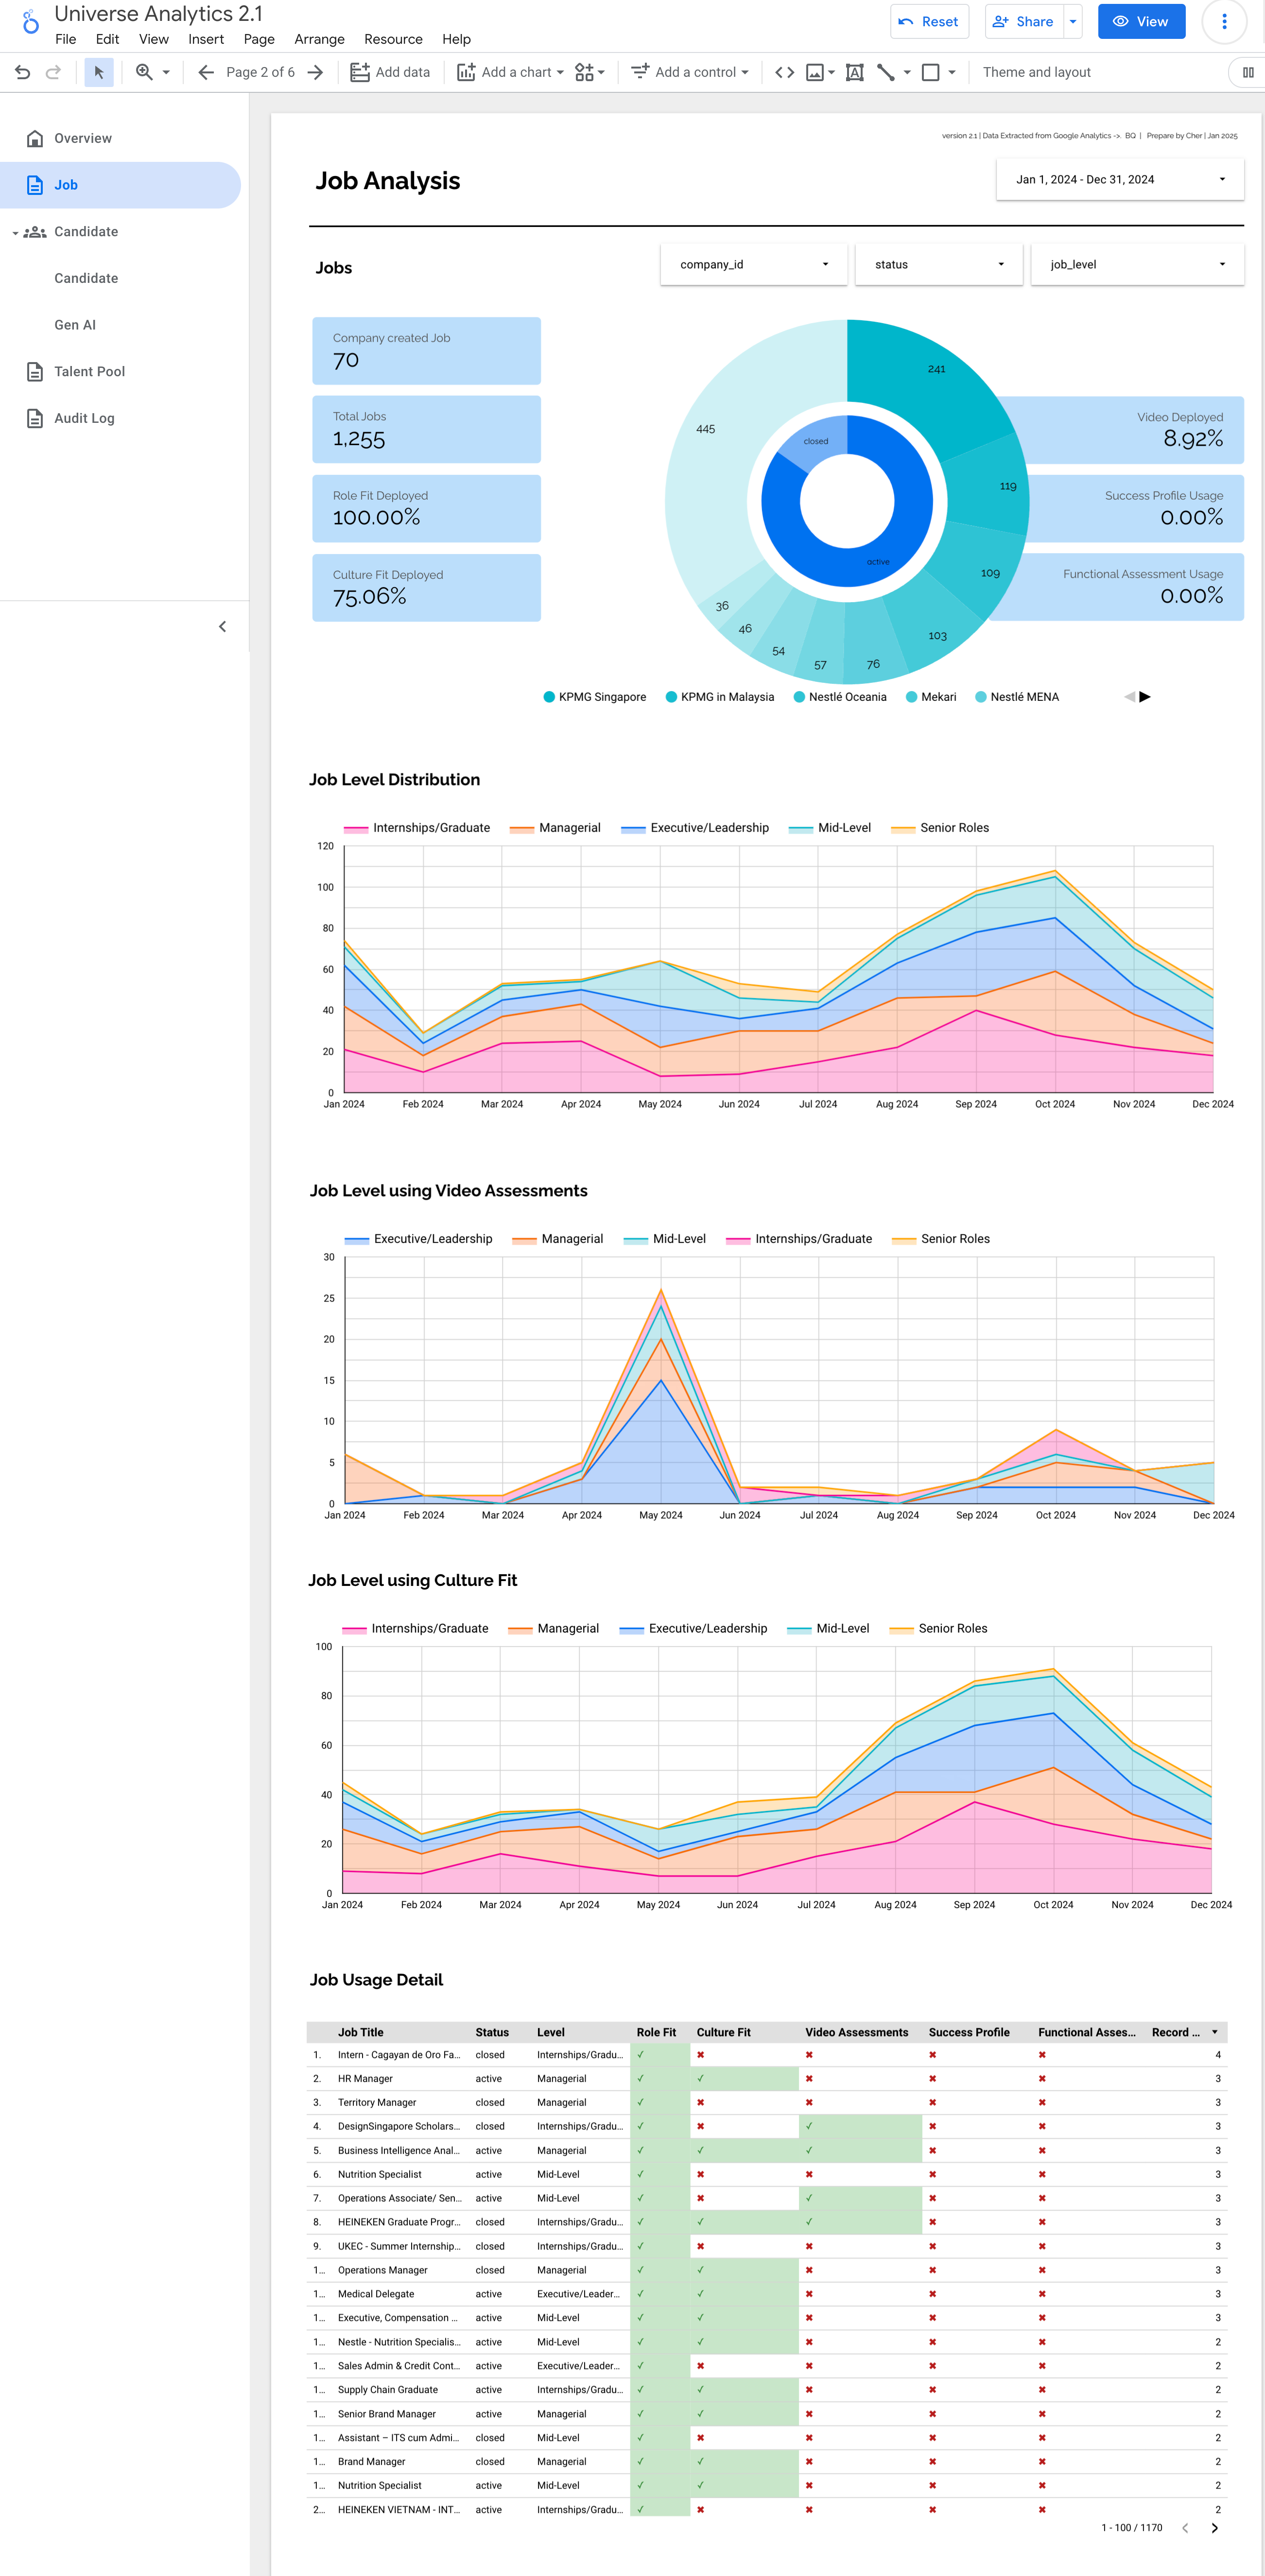 Universe Analytics 2.1
File Edit View Insert Page Arrange Resource Help
Reset Share View
Page 2 of 6 Add data Add a chart Add a control Theme and layout
Overview
Job
Candidate
Candidate
Gen AI
Talent Pool
Audit Log
version 2.1 | Data Extracted from Google Analytics ->. BQ | Prepare by Cher | Jan 2025
Job Analysis
Jan 1, 2024 - Dec 31, 2024
Jobs
company_id status job_level
Company created Job
70
Total Jobs
1,255
Role Fit Deployed
100.00%
Culture Fit Deployed
75.06%
241
445
closed
119
active
109
36
46
103
54
57
76
Video Deployed
8.92%
Success Profile Usage
0.00%
Functional Assessment Usage
0.00%
KPMG Singapore KPMG in Malaysia Nestlé Oceania Mekari Nestlé MENA
Job Level Distribution
Internships/Graduate Managerial Executive/Leadership Mid-Level Senior Roles
120
100
80
60
40
20
0
Jan 2024 Feb 2024 Mar 2024 Apr 2024 May 2024 Jun 2024 Jul 2024 Aug 2024 Sep 2024 Oct 2024 Nov 2024 Dec 2024
Job Level using Video Assessments
Executive/Leadership Managerial Mid-Level Internships/Graduate Senior Roles
30
25
20
15
10
5
0
Jan 2024 Feb 2024 Mar 2024 Apr 2024 May 2024 Jun 2024 Jul 2024 Aug 2024 Sep 2024 Oct 2024 Nov 2024 Dec 2024
Job Level using Culture Fit
Internships/Graduate Managerial Executive/Leadership Mid-Level Senior Roles
100
80
60
40
20
0
Jan 2024 Feb 2024 Mar 2024 Apr 2024 May 2024 Jun 2024 Jul 2024 Aug 2024 Sep 2024 Oct 2024 Nov 2024 Dec 2024
Job Usage Detail
Job Title Status Level Role Fit Culture Fit Video Assessments Success Profile Functional Asses... Record ...
1. Intern - Cagayan de Oro Fa... closed Internships/Gradu... ✓ ✖ ✖ ✖ ✖ 4
2. HR Manager active Managerial ✓ ✓ ✖ ✖ ✖ 3
3. Territory Manager closed Managerial ✓ ✖ ✖ ✖ ✖ 3
4. DesignSingapore Scholars... closed Internships/Gradu... ✓ ✖ ✓ ✖ ✖ 3
5. Business Intelligence Anal... active Managerial ✓ ✓ ✓ ✖ ✖ 3
6. Nutrition Specialist active Mid-Level ✓ ✖ ✖ ✖ ✖ 3
7. Operations Associate/ Sen... active Mid-Level ✓ ✖ ✓ ✖ ✖ 3
8. HEINEKEN Graduate Progr... closed Internships/Gradu... ✓ ✓ ✓ ✖ ✖ 3
9. UKEC - Summer Internship... closed Internships/Gradu... ✓ ✖ ✖ ✖ ✖ 3
1... Operations Manager closed Managerial ✓ ✓ ✖ ✖ ✖ 3
1... Medical Delegate active Executive/Leader... ✓ ✓ ✖ ✖ ✖ 3
1... Executive, Compensation ... active Mid-Level ✓ ✓ ✖ ✖ ✖ 3
1... Nestle - Nutrition Specialis... active Mid-Level ✓ ✓ ✖ ✖ ✖ 2
1... Sales Admin & Credit Cont... active Executive/Leader... ✓ ✖ ✖ ✖ ✖ 2
1... Supply Chain Graduate active Internships/Gradu... ✓ ✓ ✖ ✖ ✖ 2
1... Senior Brand Manager active Managerial ✓ ✓ ✖ ✖ ✖ 2
1... Assistant – ITS cum Admi... closed Mid-Level ✓ ✖ ✖ ✖ ✖ 2
1... Brand Manager closed Managerial ✓ ✓ ✖ ✖ ✖ 2
1... Nutrition Specialist active Mid-Level ✓ ✓ ✖ ✖ ✖ 2
2... HEINEKEN VIETNAM - INT... active Internships/Gradu... ✓ ✖ ✖ ✖ ✖ 2
1 - 100 / 1170